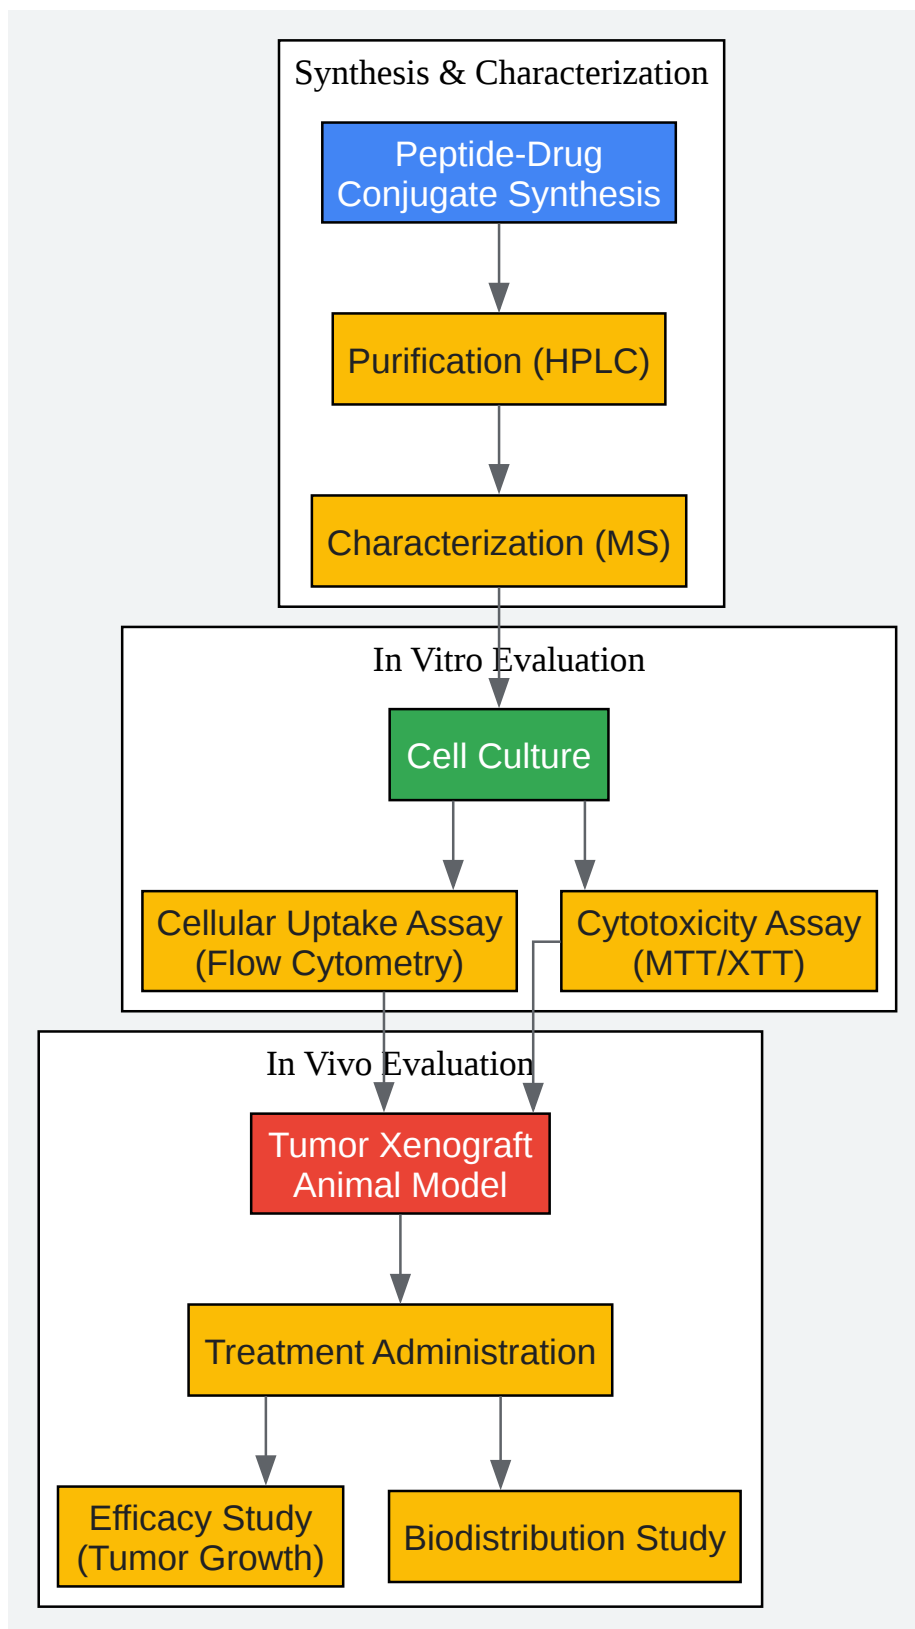 Synthesis & Characterization
Peptide-Drug
Conjugate Synthesis
Purification (HPLC)
Characterization (MS)
In Vitro Evaluation
Cell Culture
Cellular Uptake Assay
(Flow Cytometry)
Cytotoxicity Assay
(MTT/XTT)
In Vivo Evaluation
Tumor Xenograft
Animal Model
Treatment Administration
Efficacy Study
(Tumor Growth)
Biodistribution Study